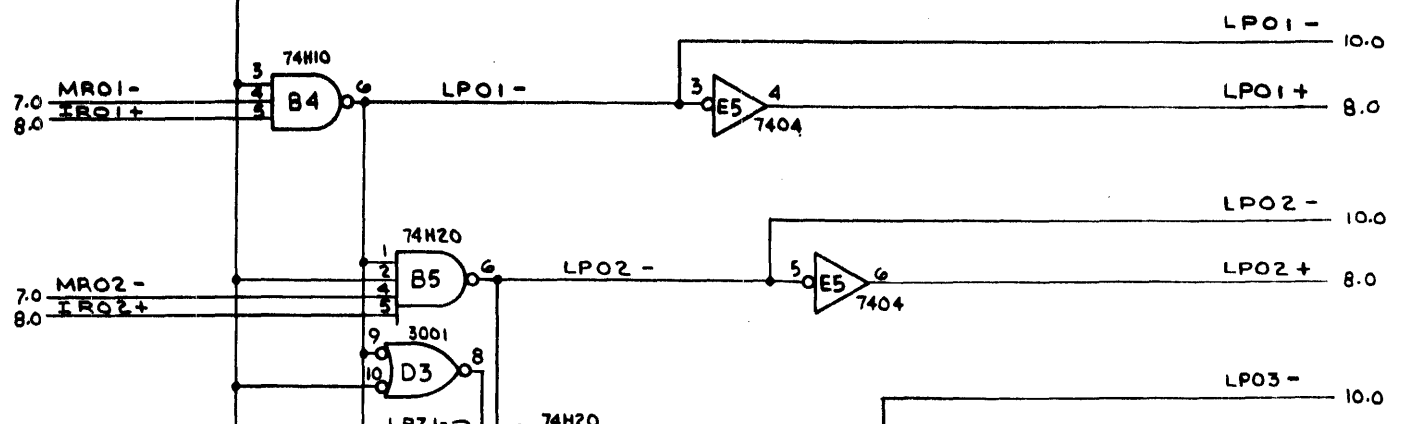 LPO1-
10.0
74H10
3
6
MRO1-
4
B4
LPO1-
3
E5
4
LPO1+
7.0
IRO1+
8.0
8.0
7404
LPO2-
10.0
74H20
1
2
B5
6
LPO2-
5
E5
6
LPO2+
8.0
MRO2-
4
7404
7.0
IRO2+
5
8.0
9
3001
8
10
D3
LPO3-
10.0
74H20